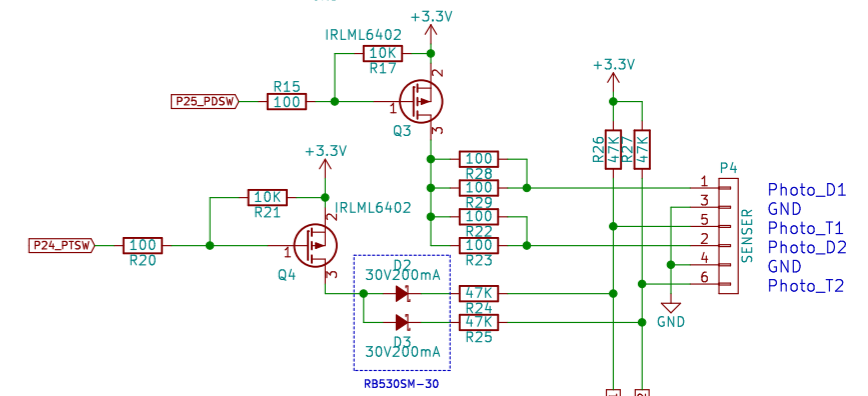 +3.3V
IRLML6402
10K
R17
2
R15
P25_PDSW
100
1
Q3
3
+3.3V
R26
47K
R27
47K
100
R28
100
R29
100
R22
100
R23
P4
1
3
5
2
4
6
SENSER
Photo_D1
GND
Photo_T1
Photo_D2
GND
Photo_T2
GND
+3.3V
10K
R21
IRLML6402
2
P24_PTSW
100
R20
1
Q4
3
D2
30V200mA
D3
30V200mA
RB530SM-30
47K
R24
47K
R25